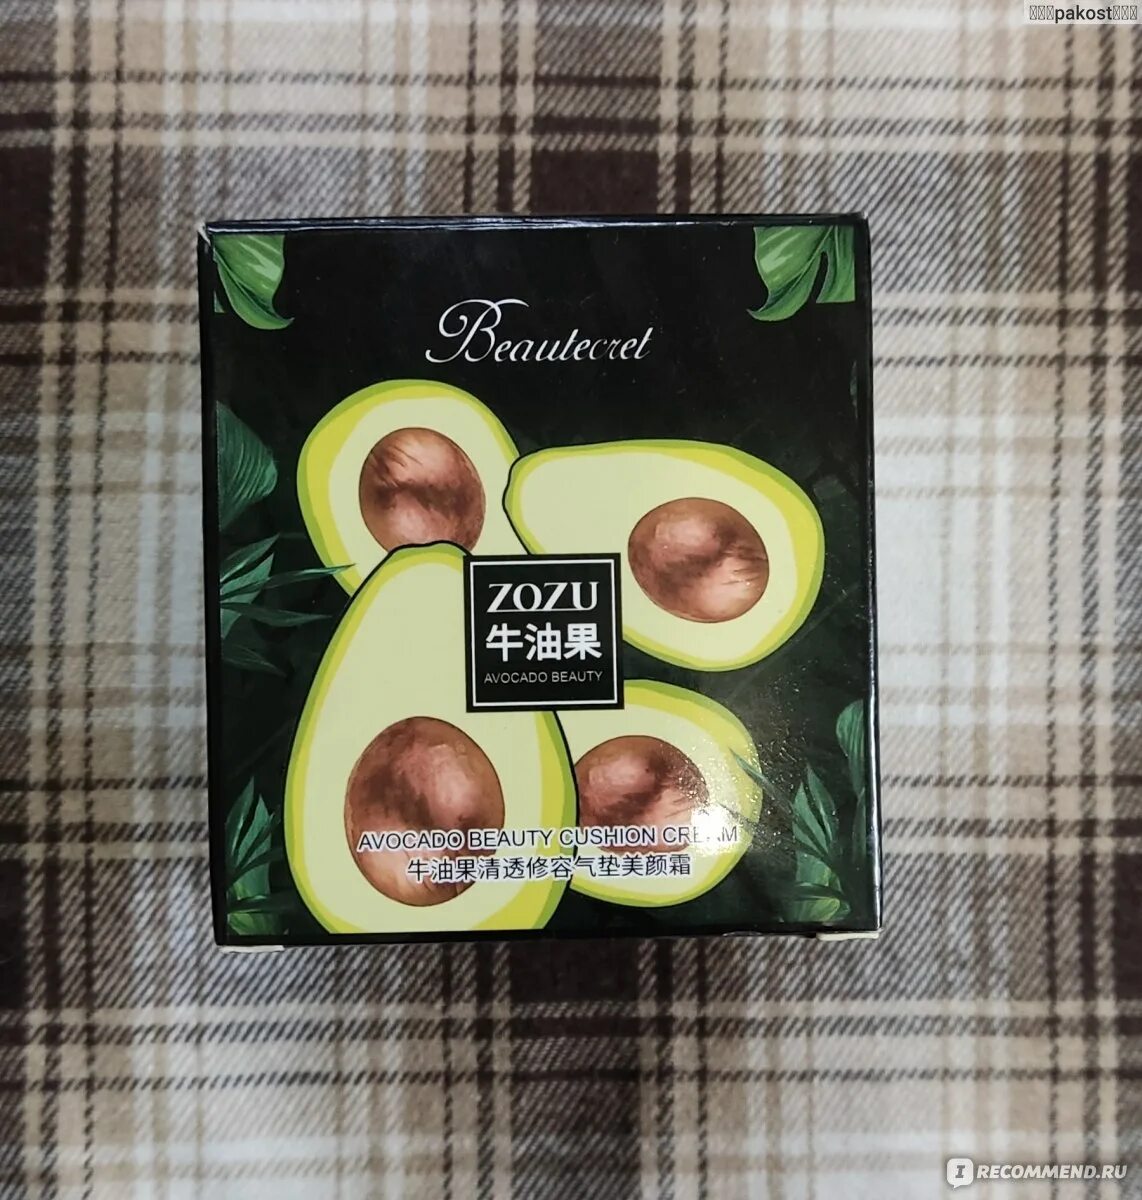 pakost
Beautecret
ZOZU
牛油果
AVOCADO BEAUTY
AVOCADO BEAUTY CUSHION CREAM
牛油果清透修容气垫美颜霜
I RECOMMEND.RU